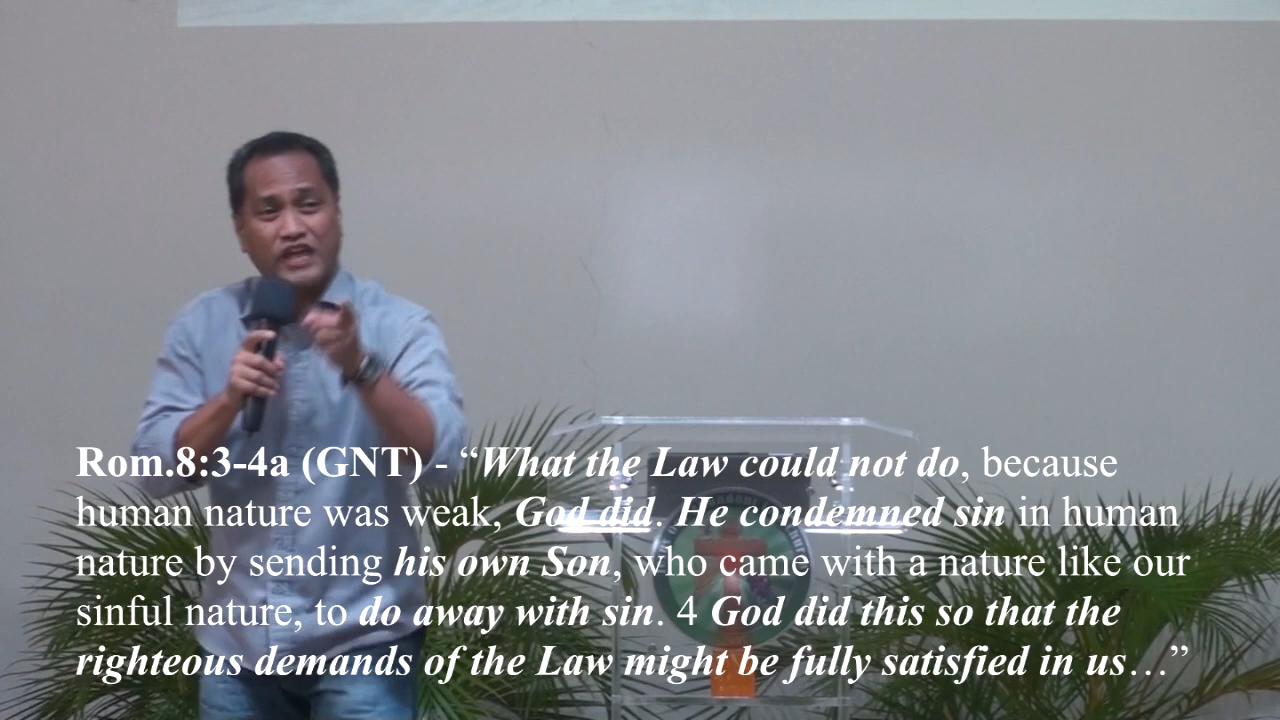 Rom.8:3-4a (GNT) - “What the Law could not do, because
human nature was weak, God did. He condemned sin in human
nature by sending his own Son, who came with a nature like our
sinful nature, to do away with sin. 4 God did this so that the
righteous demands of the Law might be fully satisfied in us…”